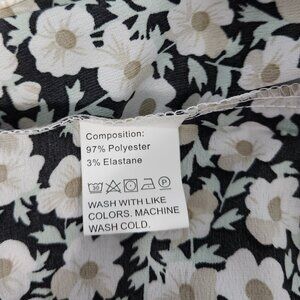 Composition:
97% Polyester
3% Elastane
WASH WITH LIKE
COLORS. MACHINE
WASH COLD.